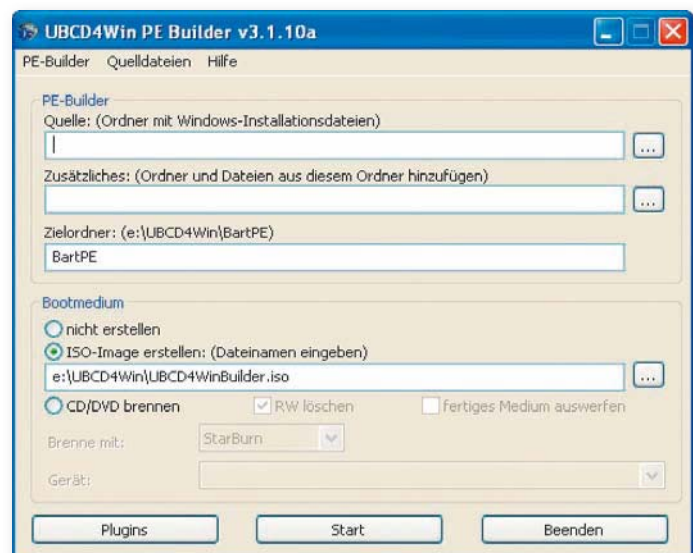 UBCD4Win PE Builder v3.1.10a
PE-Builder Quelldateien Hilfe
PE-Builder
Quelle: (Ordner mit Windows-Installationsdateien)
...
Zusätzliches: (Ordner und Dateien aus diesem Ordner hinzufügen)
...
Zielordner: (e:\UBCD4Win\BartPE)
BartPE
Bootmedium
nicht erstellen
ISO-Image erstellen: (Dateinamen eingeben)
e:\UBCD4Win\UBCD4WinBuilder.iso
...
CD/DVD brennen RW löschen fertiges Medium auswerfen
Brenne mit: StarBurn
Gerät:
Plugins Start Beenden